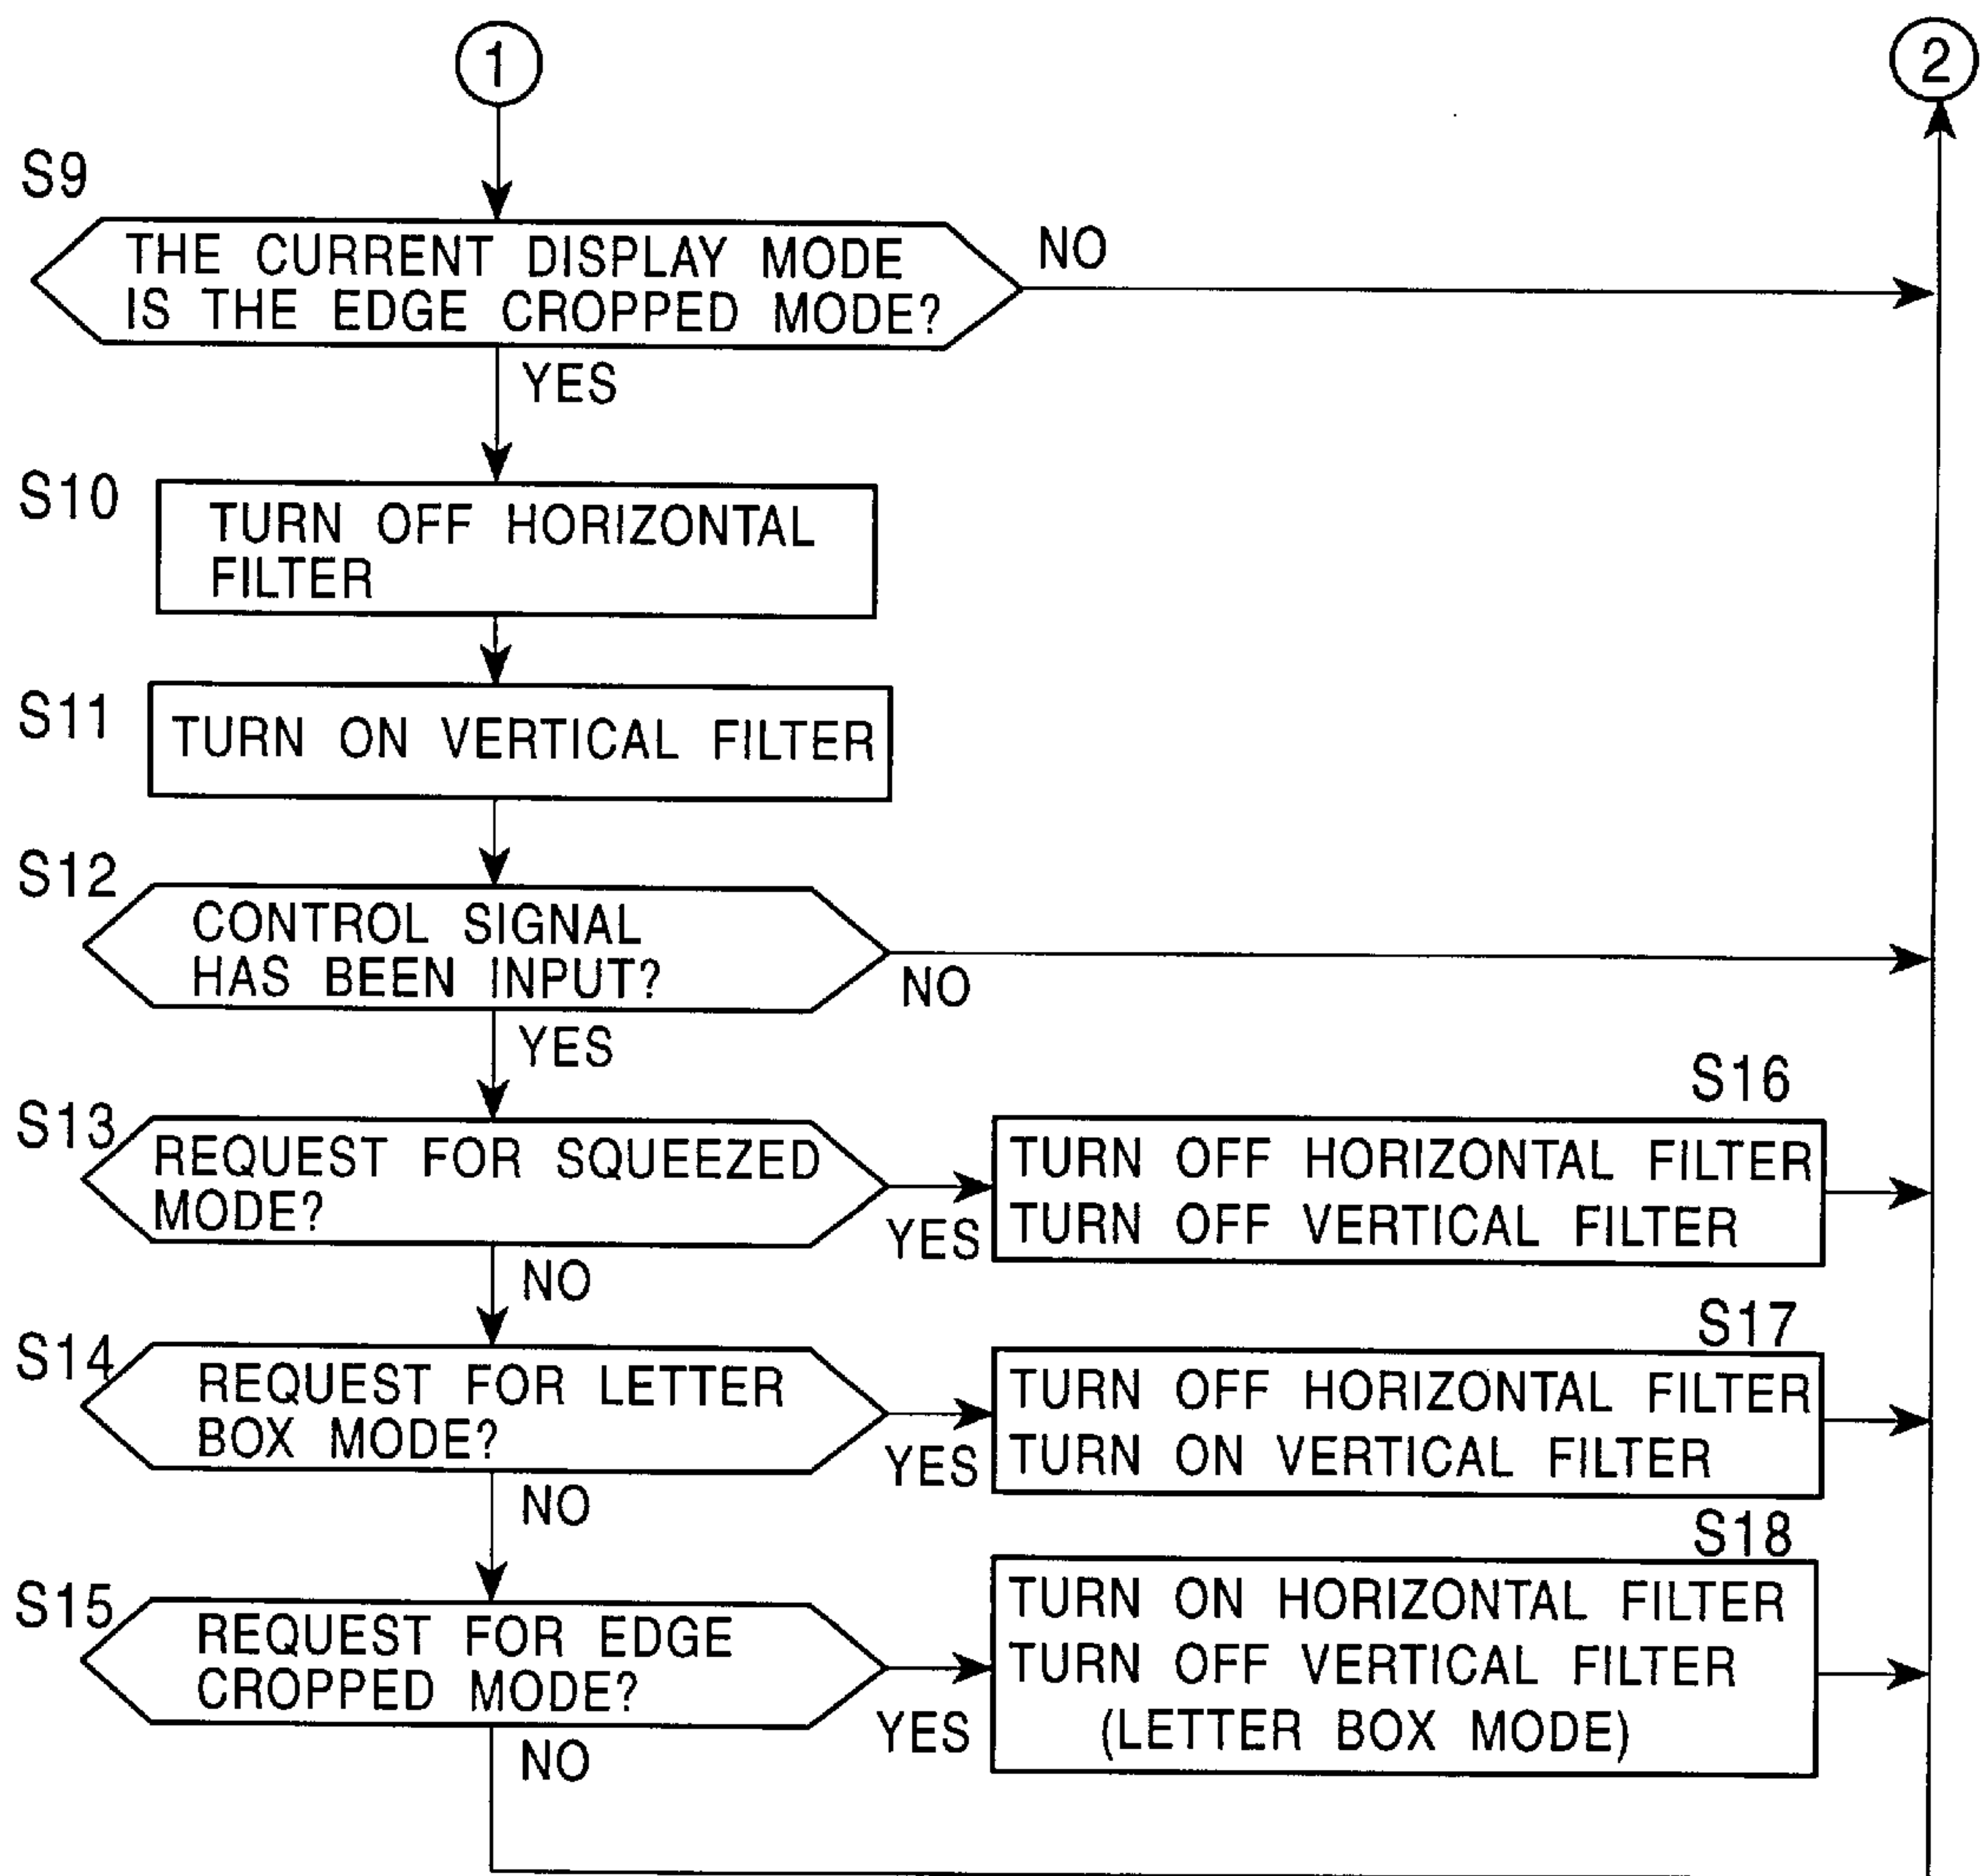 1
2
S9
THE CURRENT DISPLAY MODE
IS THE EDGE CROPPED MODE?
NO
YES
S10
TURN OFF HORIZONTAL
FILTER
S11
TURN ON VERTICAL FILTER
S12
CONTROL SIGNAL
HAS BEEN INPUT?
NO
YES
S13
REQUEST FOR SQUEEZED
MODE?
YES
NO
S16
TURN OFF HORIZONTAL FILTER
TURN OFF VERTICAL FILTER
S14
REQUEST FOR LETTER
BOX MODE?
YES
NO
S17
TURN OFF HORIZONTAL FILTER
TURN ON VERTICAL FILTER
S15
REQUEST FOR EDGE
CROPPED MODE?
YES
NO
S18
TURN ON HORIZONTAL FILTER
TURN OFF VERTICAL FILTER
(LETTER BOX MODE)